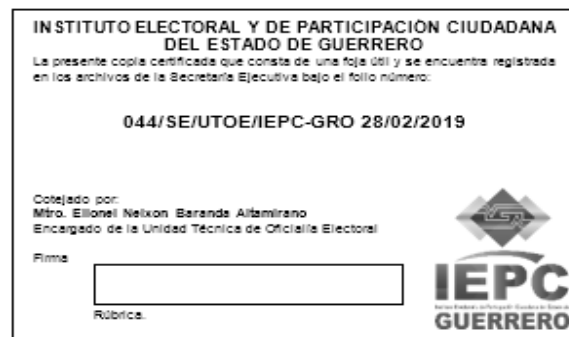 INSTITUTO ELECTORAL Y DE PARTICIPACIÓN CIUDADANA
DEL ESTADO DE GUERRERO
La presente copia certificada que consta de una foja útil y se encuentra registrada
en los archivos de la Secretaría Ejecutiva bajo el folio número:
044/SE/UTOE/IEPC-GRO 28/02/2019
Cotejado por:
Mtro. Elionel Nelxon Baranda Altamirano
Encargado de la Unidad Técnica de Oficialía Electoral
Firma
Rúbrica.
IEPC
GUERRERO